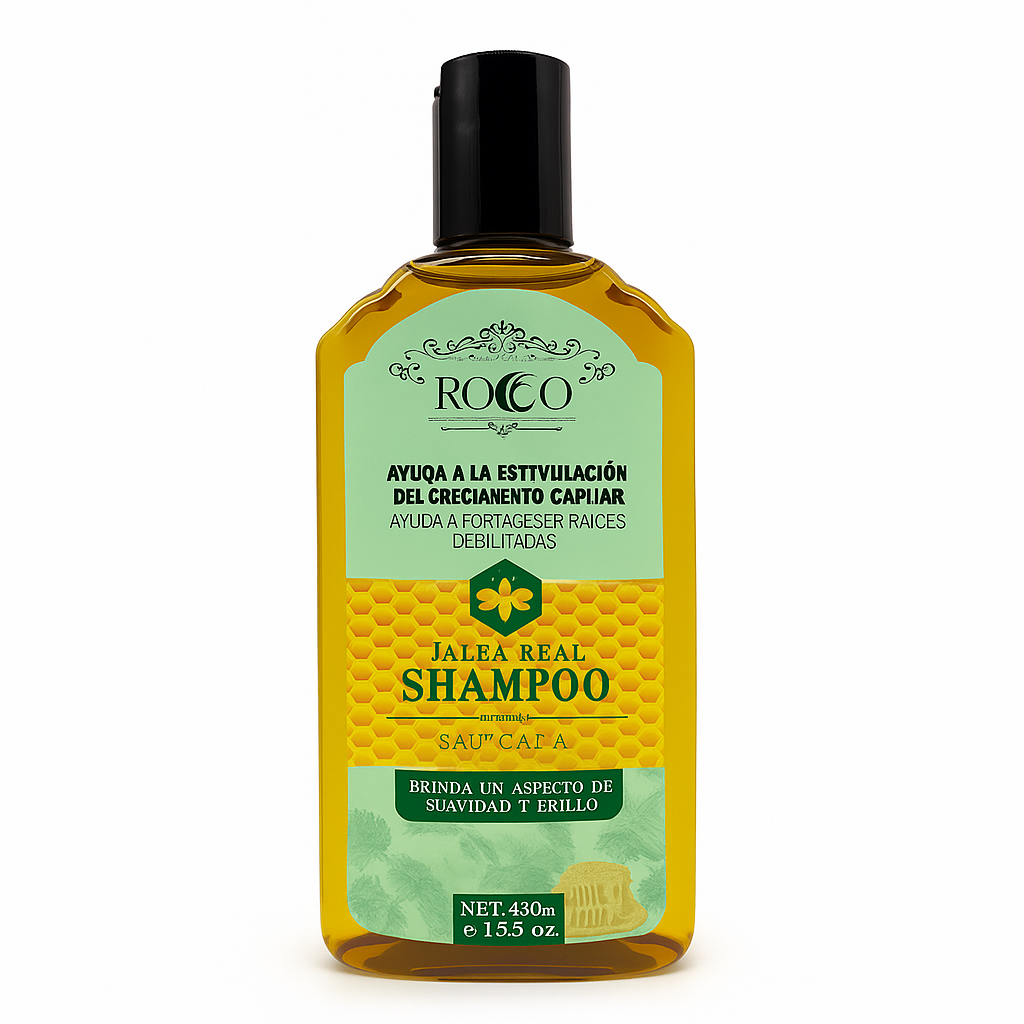 ROCCO
AYUQA A LA ESTTVULACIÓN
DEL CRECIANENTO CAPLIAR
AYUDA A FORTAGESER RAICES
DEBILITADAS
JALEA REAL
SHAMPOO
BRINDA UN ASPECTO DE
SUAVIDAD T ERILLO
NET. 430m
e 15.5 oz.